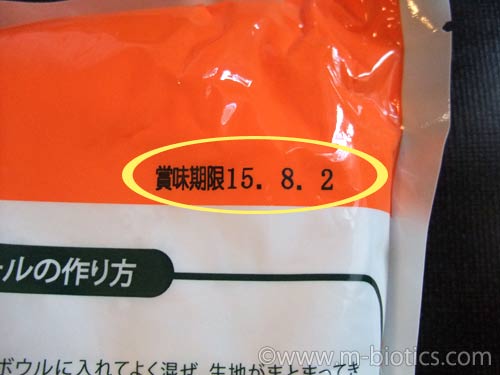 賞味期限15. 8. 2
ールの作り方
ボウルに入れてよく混ぜ、生地がまとまってき
© www.m-biotics.com